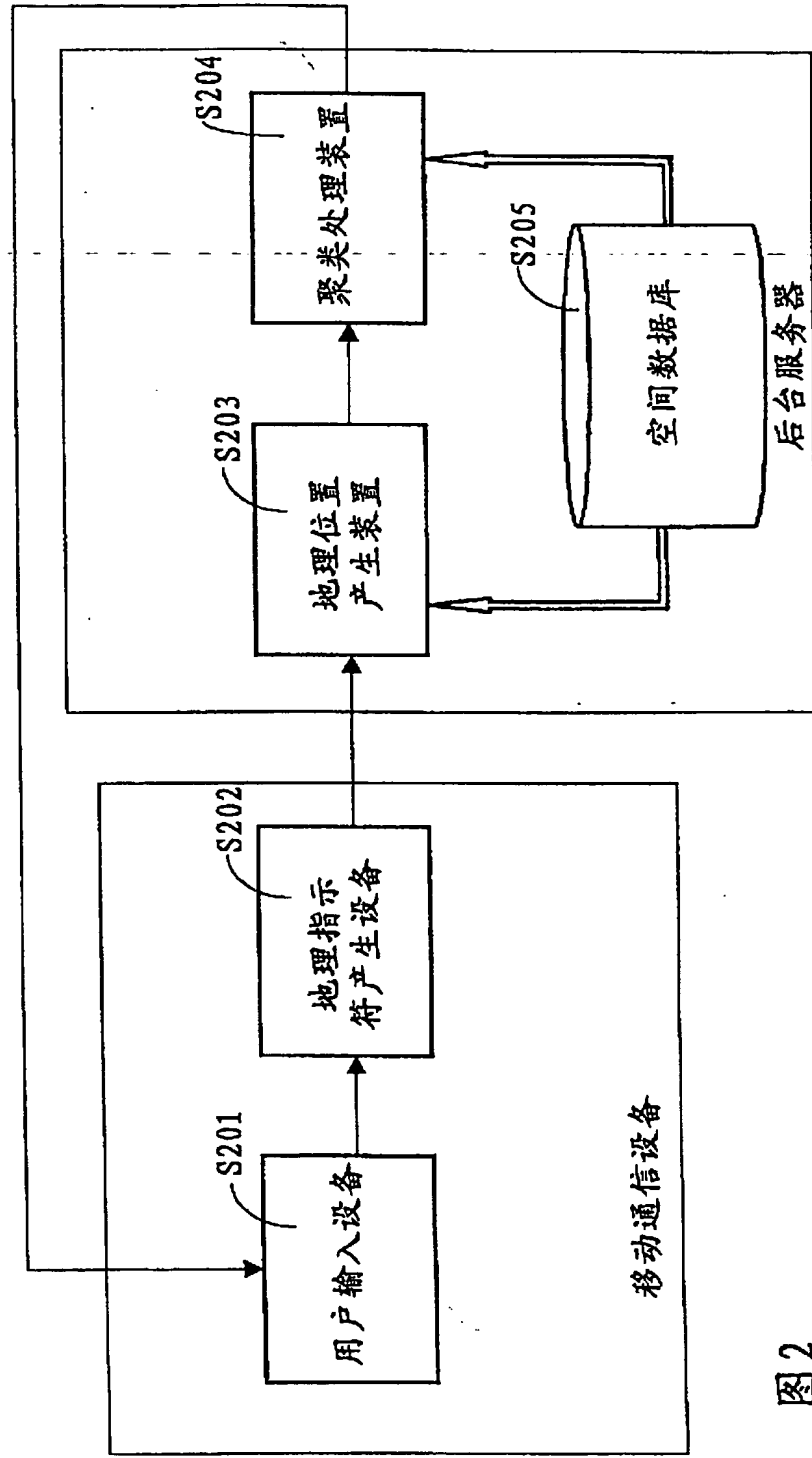 S201
用户输入设备
S202
地理指示
符产生设备
移动通信设备
S203
地理位置
产生装置
S204
聚类处理装置
S205
空间数据库
后台服务器
图2